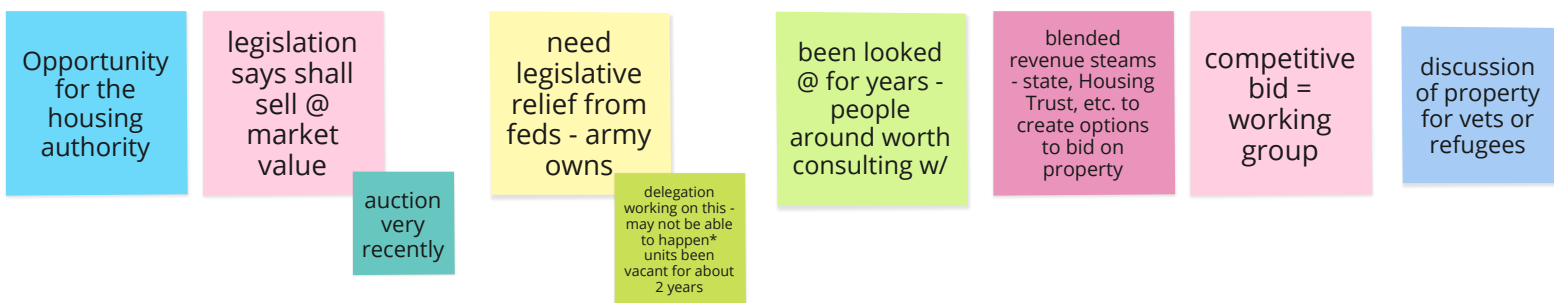 Opportunity
for the
housing
authority
legislation
says shall
sell @
market
value
auction
very
recently
need
legislative
relief from
feds - army
owns
delegation
working on this -
may not be able
to happen*
units been
vacant for about
2 years
been looked
@ for years -
people
around worth
consulting w/
blended
revenue steams
- state, Housing
Trust, etc. to
create options
to bid on
property
competitive
bid =
working
group
discussion
of property
for vets or
refugees